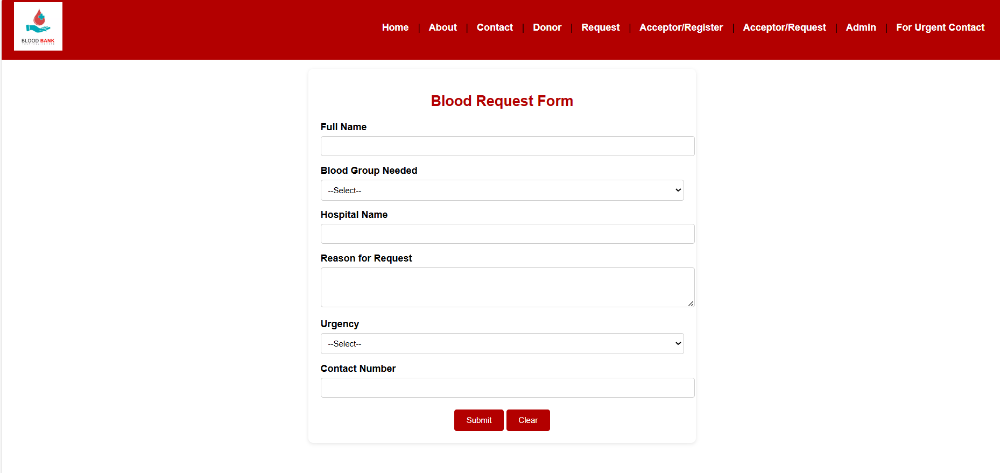 BLOOD BANK
Home | About | Contact | Donor | Request | Acceptor/Register | Acceptor/Request | Admin | For Urgent Contact
Blood Request Form
Full Name
Blood Group Needed
--Select--
Hospital Name
Reason for Request
Urgency
--Select--
Contact Number
Submit Clear